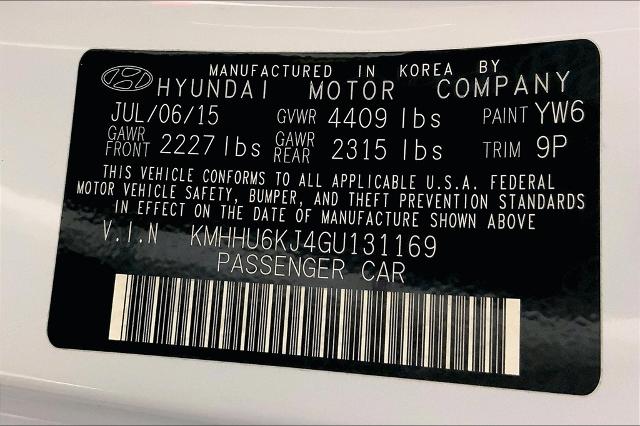 MANUFACTURED IN KOREA BY
HYUNDAI MOTOR COMPANY
JUL/06/15 GVWR 4409 lbs PAINT YW6
GAWR FRONT 2227 lbs GAWR REAR 2315 lbs TRIM 9P
THIS VEHICLE CONFORMS TO ALL APPLICABLE U.S.A. FEDERAL
MOTOR VEHICLE SAFETY, BUMPER, AND THEFT PREVENTION STANDARDS
IN EFFECT ON THE DATE OF MANUFACTURE SHOWN ABOVE
V.I.N KMHHU6KJ4GU131169
PASSENGER CAR